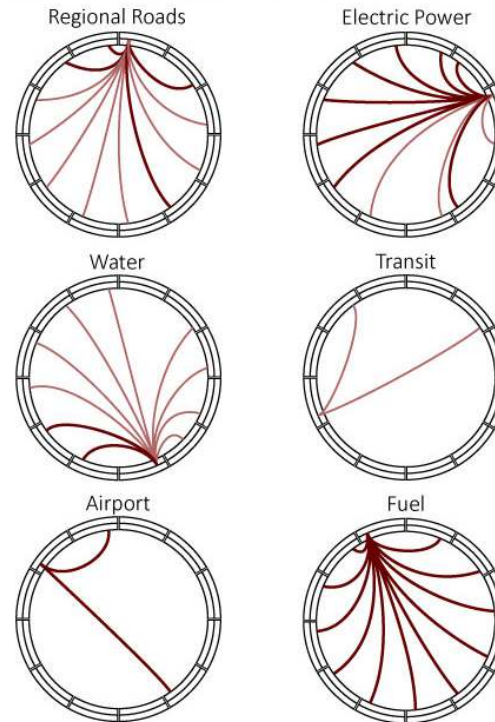 Regional Roads
Electric Power
Water
Transit
Airport
Fuel